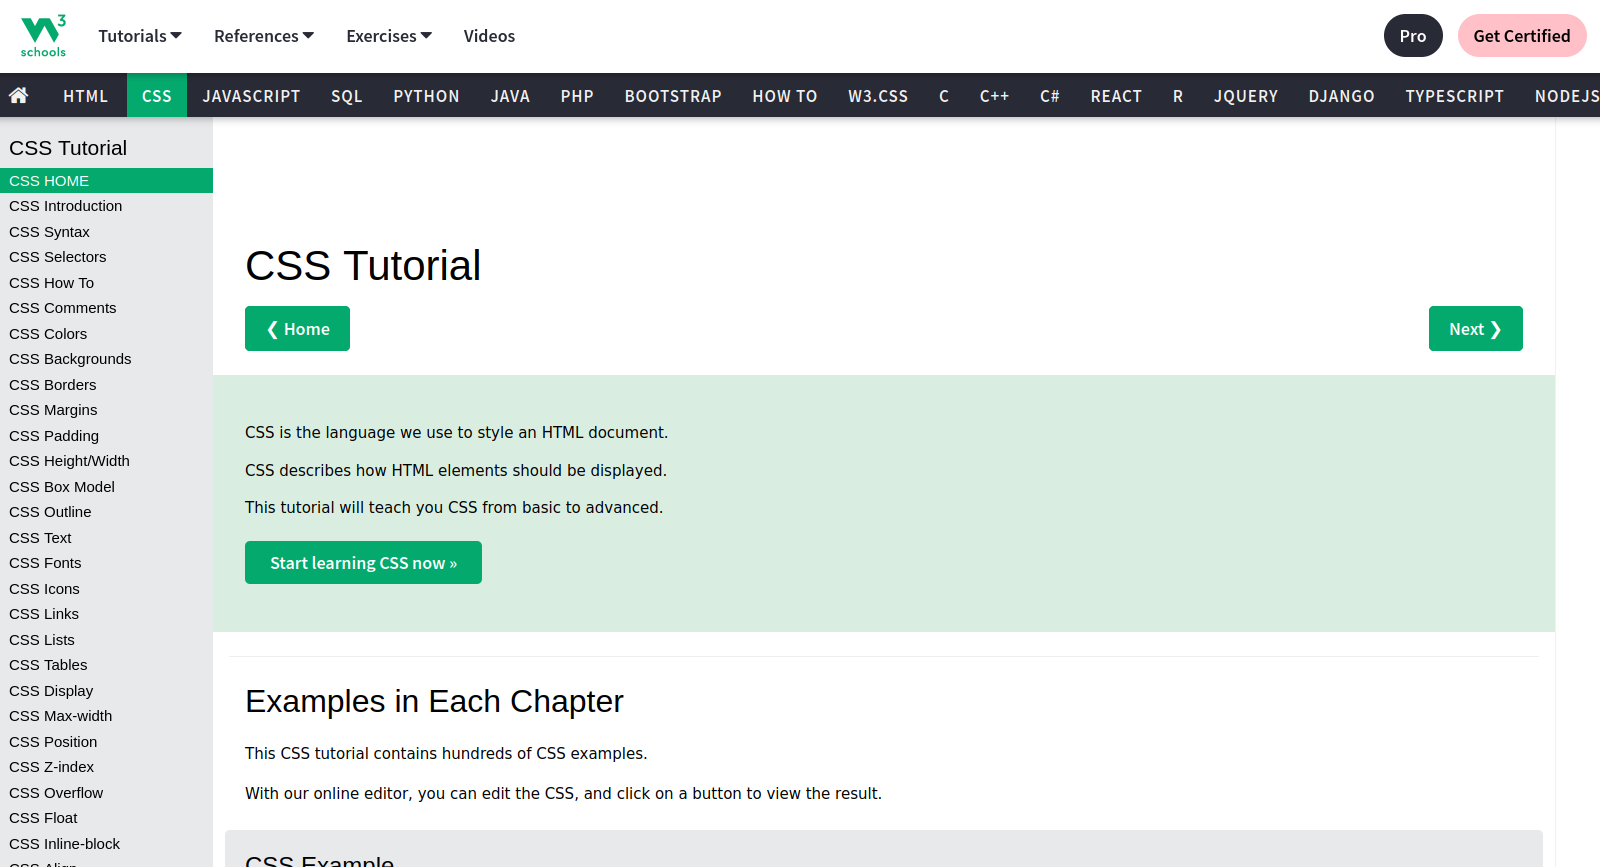 W3 schools
Tutorials References Exercises Videos Pro Get Certified
HTML CSS JAVASCRIPT SQL PYTHON JAVA PHP BOOTSTRAP HOW TO W3.CSS C C++ C# REACT R JQUERY DJANGO TYPESCRIPT NODEJS
CSS Tutorial
CSS HOME
CSS Introduction
CSS Syntax
CSS Selectors
CSS How To
CSS Comments
CSS Colors
CSS Backgrounds
CSS Borders
CSS Margins
CSS Padding
CSS Height/Width
CSS Box Model
CSS Outline
CSS Text
CSS Fonts
CSS Icons
CSS Links
CSS Lists
CSS Tables
CSS Display
CSS Max-width
CSS Position
CSS Z-index
CSS Overflow
CSS Float
CSS Inline-block
CSS Align
CSS Tutorial
❮ Home
Next ❯
CSS is the language we use to style an HTML document.
CSS describes how HTML elements should be displayed.
This tutorial will teach you CSS from basic to advanced.
Start learning CSS now »
Examples in Each Chapter
This CSS tutorial contains hundreds of CSS examples.
With our online editor, you can edit the CSS, and click on a button to view the result.
CSS Example